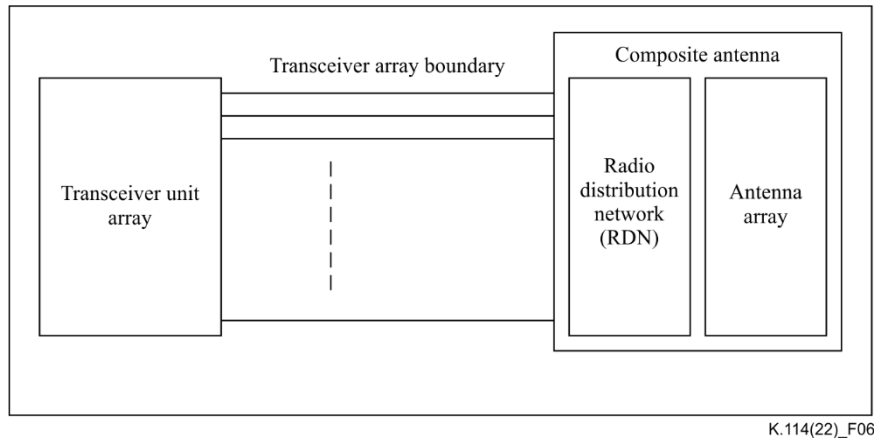 Transceiver array boundary
Composite antenna
Transceiver unit
array
Radio
distribution
network
(RDN)
Antenna
array
K.114(22)_F06